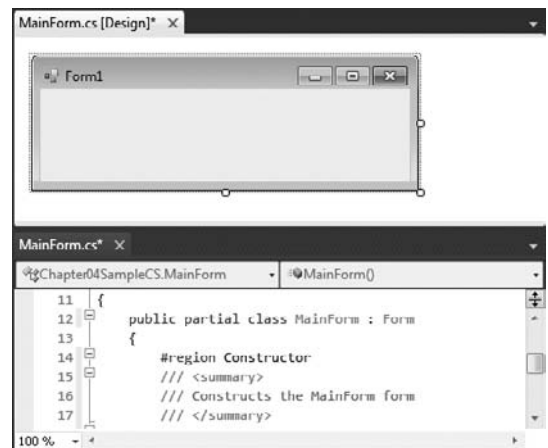 MainForm.cs [Design]* X
Form1
MainForm.cs* X
Chapter04SampleCS.MainForm MainForm()
11 {
12 public partial class MainForm : Form
13 {
14 #region Constructor
15 /// <summary>
16 /// Constructs the MainForm form
17 /// </summary>
100 %